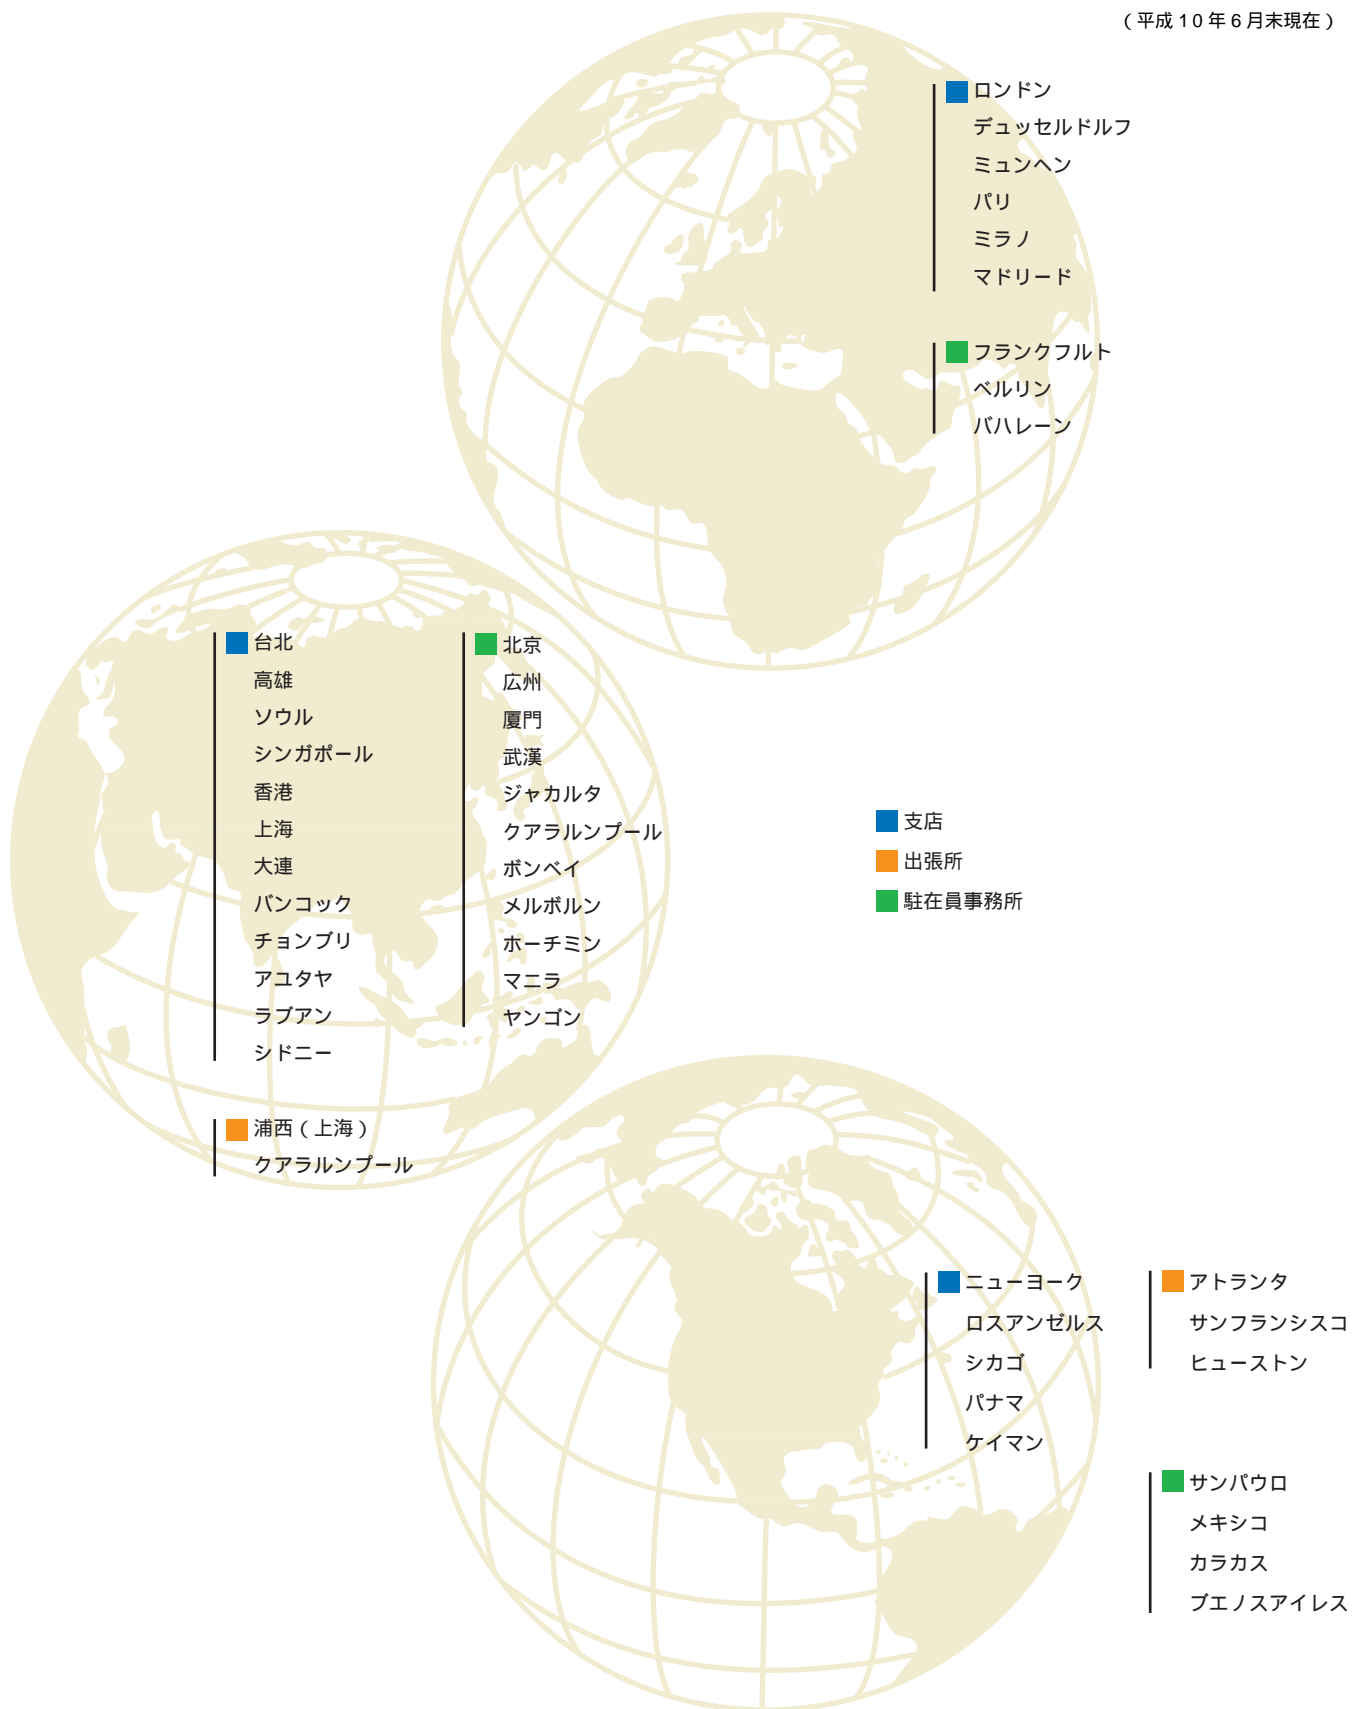 （平成10年6月末現在）
ロンドン
デュッセルドルフ
ミュンヘン
パリ
ミラノ
マドリード
フランクフルト
ベルリン
バハレーン
台北
高雄
ソウル
シンガポール
香港
上海
大連
バンコック
チョンブリ
アユタヤ
ラブアン
シドニー
北京
広州
厦門
武漢
ジャカルタ
クアラルンプール
ボンベイ
メルボルン
ホーチミン
マニラ
ヤンゴン
浦西（上海）
クアラルンプール
支店
出張所
駐在員事務所
ニューヨーク
ロスアンゼルス
シカゴ
パナマ
ケイマン
アトランタ
サンフランシスコ
ヒューストン
サンパウロ
メキシコ
カラカス
ブエノスアイレス